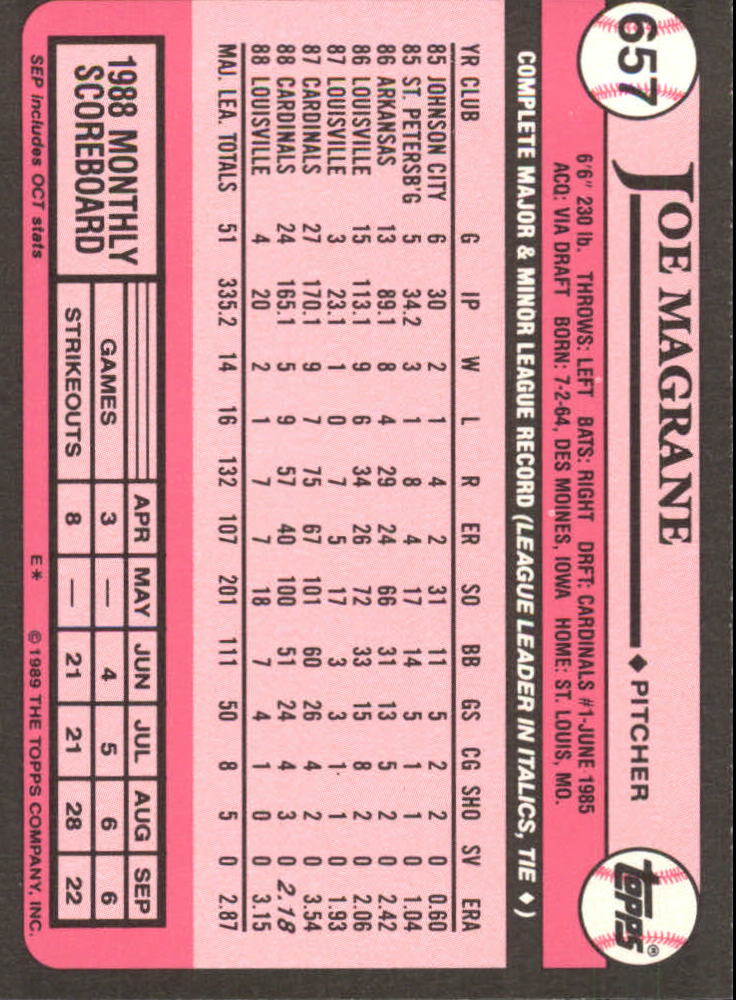 657
JOE MAGRANE ◆ PITCHER
topps®
6'6" 230 lb. THROWS: LEFT BATS: RIGHT DRFT: CARDINALS #1-JUNE 1985
ACQ: VIA DRAFT BORN: 7-2-64, DES MOINES, IOWA HOME: ST. LOUIS, MO.
COMPLETE MAJOR & MINOR LEAGUE RECORD (LEAGUE LEADER IN ITALICS, TIE ◆)
YR CLUB G IP W L R ER SO BB GS CG SHO SV ERA
85 JOHNSON CITY 6 30 2 1 4 2 31 11 5 2 2 0 0.60
85 ST. PETERSB'G 5 34.2 3 1 8 4 17 14 5 1 1 0 1.04
86 ARKANSAS 13 89.1 8 4 29 24 66 31 13 5 2 0 2.42
86 LOUISVILLE 15 113.1 9 6 34 26 72 33 15 8 2 0 2.06
87 LOUISVILLE 3 23.1 1 0 7 5 17 3 3 1 1 0 1.93
87 CARDINALS 27 170.1 9 7 75 67 101 60 26 4 2 0 3.54
88 CARDINALS 24 165.1 5 9 57 40 100 51 24 4 3 0 2.18
88 LOUISVILLE 4 20 2 1 7 7 18 7 4 1 0 0 3.15
MAJ. LEA. TOTALS 51 335.2 14 16 132 107 201 111 50 8 5 0 2.87
1988 MONTHLY
SCOREBOARD
APR MAY JUN JUL AUG SEP
GAMES 3 — 4 5 6 6
STRIKEOUTS 8 — 21 21 28 22
SEP includes OCT stats E* © 1989 THE TOPPS COMPANY, INC.